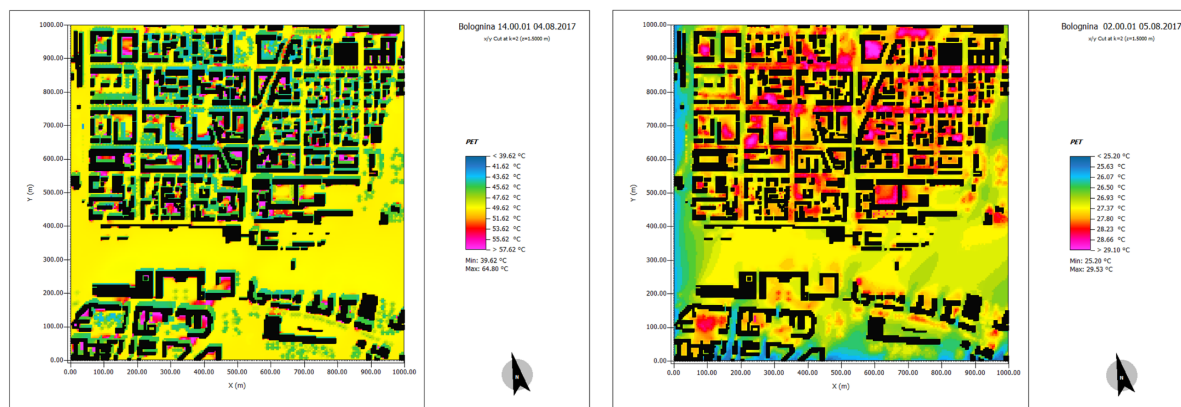 Bolognina 14.00.01 04.08.2017
x/y Cut at k=2 (z=1.5000 m)
1000.00
900.00
800.00
700.00
600.00
500.00
400.00
300.00
200.00
100.00
0.00
Y (m)
0.00 100.00 200.00 300.00 400.00 500.00 600.00 700.00 800.00 900.00 1000.00
X (m)
PET
< 39.62 °C
41.62 °C
43.62 °C
45.62 °C
47.62 °C
49.62 °C
51.62 °C
53.62 °C
55.62 °C
> 57.62 °C
Min: 39.62 °C
Max: 64.80 °C
N
Bolognina 02.00.01 05.08.2017
x/y Cut at k=2 (z=1.5000 m)
1000.00
900.00
800.00
700.00
600.00
500.00
400.00
300.00
200.00
100.00
0.00
Y (m)
0.00 100.00 200.00 300.00 400.00 500.00 600.00 700.00 800.00 900.00 1000.00
X (m)
PET
< 25.20 °C
25.63 °C
26.07 °C
26.50 °C
26.93 °C
27.37 °C
27.80 °C
28.23 °C
28.66 °C
> 29.10 °C
Min: 25.20 °C
Max: 29.53 °C
N